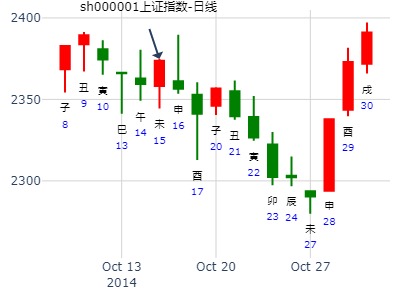 sh000001上证指数-日线
2400
2350
2300
子
8
丑
9
寅
10
巳
13
午
14
未
15
申
16
酉
17
子
20
丑
21
寅
22
卯
23
辰
24
未
27
申
28
酉
29
戌
30
Oct 13
2014
Oct 20
Oct 27